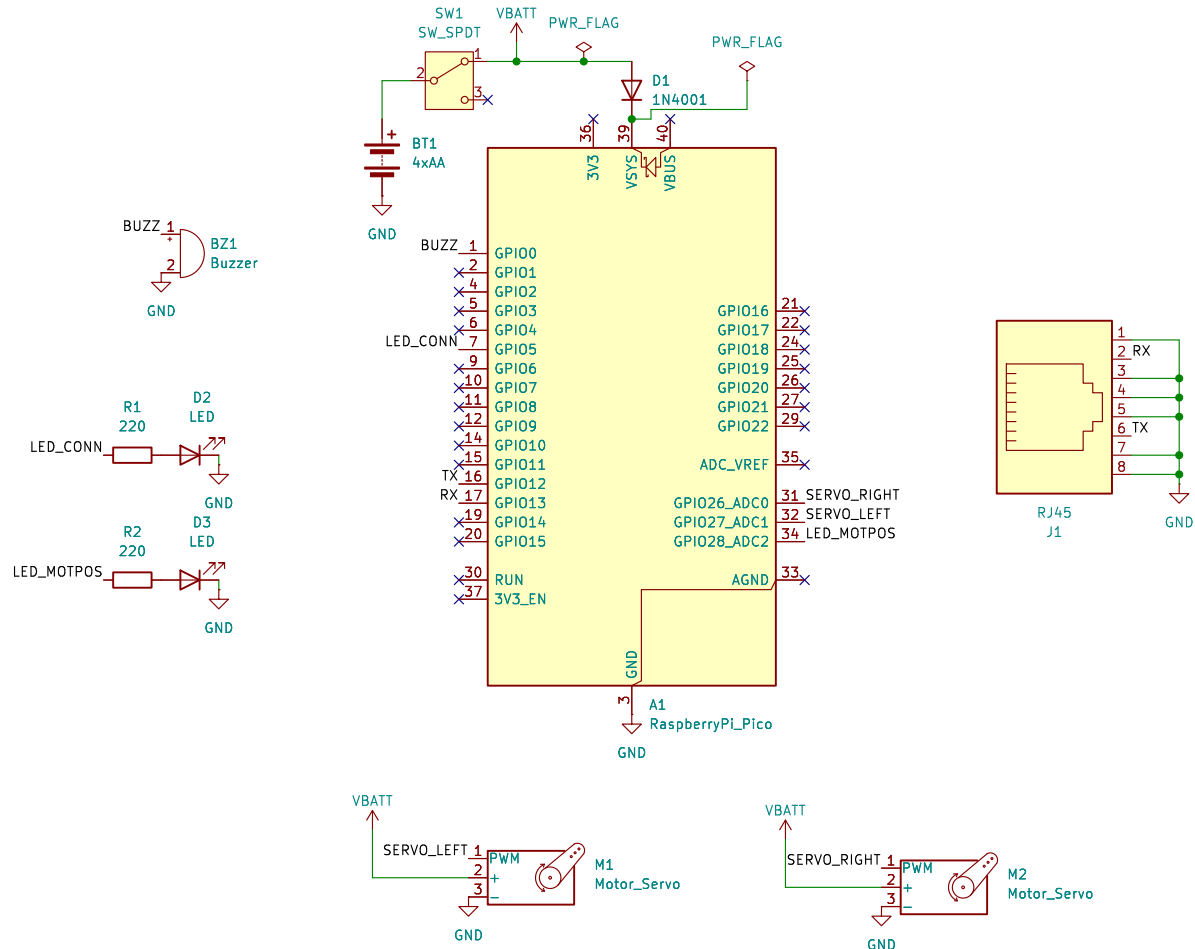 SW1
SW_SPDT
VBATT
PWR_FLAG
PWR_FLAG
1
2
3
D1
1N4001
BT1
4xAA
+
GND
36
39
40
3V3
VSYS
VBUS
BUZZ 1
+
2
BZ1
Buzzer
GND
BUZZ 1 GPIO0
2 GPIO1
4 GPIO2
5 GPIO3
6 GPIO4
LED_CONN 7 GPIO5
9 GPIO6
10 GPIO7
11 GPIO8
12 GPIO9
14 GPIO10
15 GPIO11
TX 16 GPIO12
RX 17 GPIO13
19 GPIO14
20 GPIO15
30 RUN
37 3V3_EN
GPIO16 21
GPIO17 22
GPIO18 24
GPIO19 25
GPIO20 26
GPIO21 27
GPIO22 29
ADC_VREF 35
GPIO26_ADC0 31 SERVO_RIGHT
GPIO27_ADC1 32 SERVO_LEFT
GPIO28_ADC2 34 LED_MOTPOS
AGND 33
GND
3
A1
RaspberryPi_Pico
GND
1
2 RX
3
4
5
6 TX
7
8
RJ45
J1
GND
R1
220
D2
LED
LED_CONN
GND
R2
220
D3
LED
LED_MOTPOS
GND
VBATT
SERVO_LEFT 1 PWM
2 +
3 -
M1
Motor_Servo
GND
VBATT
SERVO_RIGHT 1 PWM
2 +
3 -
M2
Motor_Servo
GND